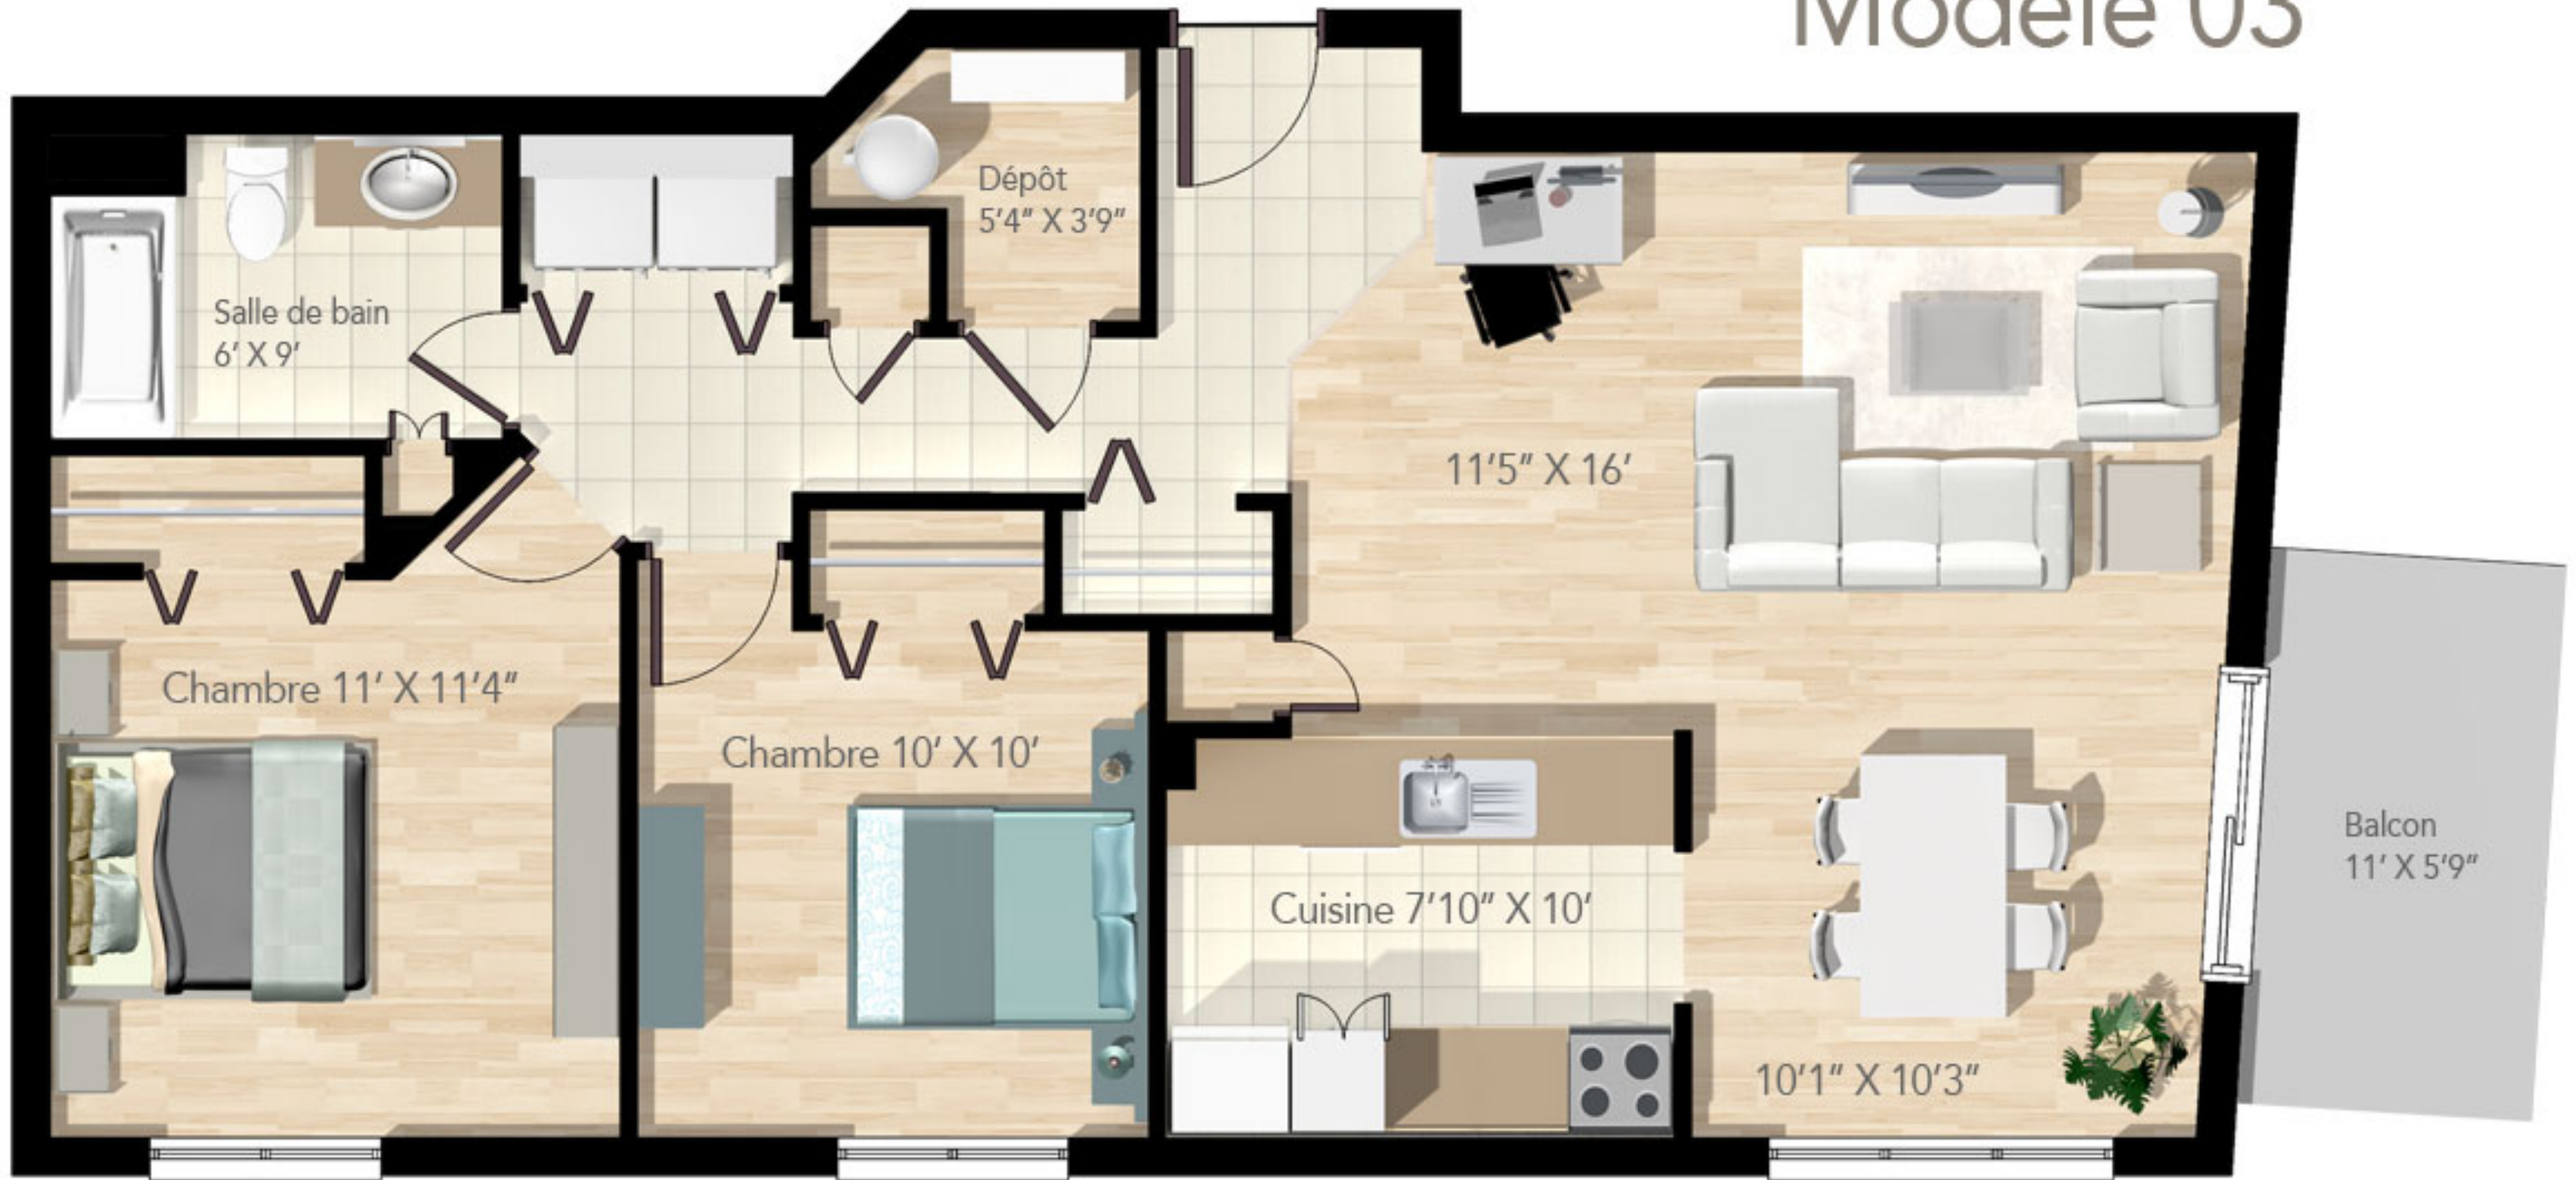 Modèle 03
Dépôt
5'4" X 3'9"
Salle de bain
6' X 9'
11'5" X 16'
Chambre 11' X 11'4"
Chambre 10' X 10'
Balcon
11' X 5'9"
Cuisine 7'10" X 10'
10'1" X 10'3"